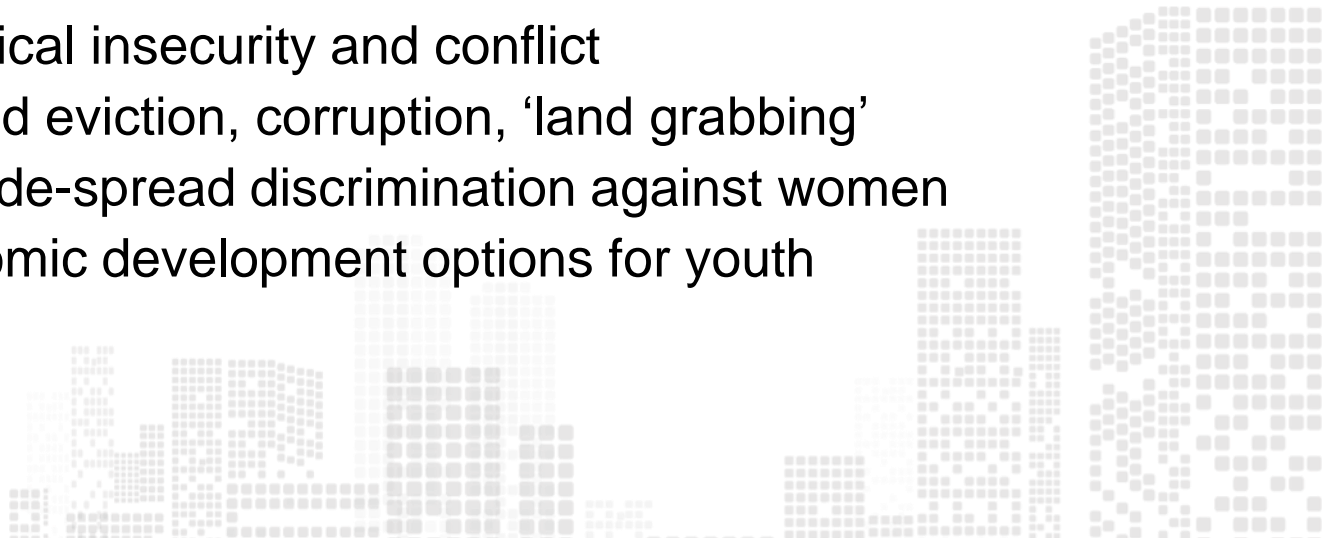 ical insecurity and conflict
d eviction, corruption, ‘land grabbing’
de-spread discrimination against women
omic development options for youth